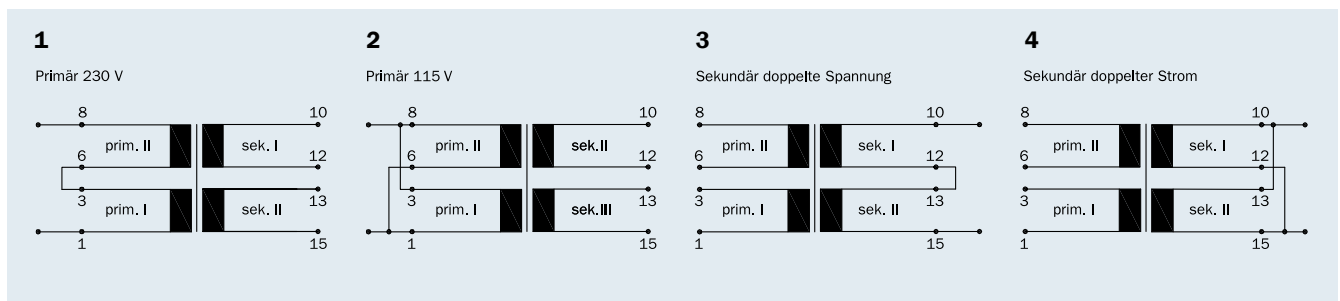 1
Primär 230 V
8
10
prim. II
sek. I
6
12
3
13
prim. I
sek. II
1
15
2
Primär 115 V
8
10
prim. II
sek.II
6
12
3
13
prim. I
sek.III
1
15
3
Sekundär doppelte Spannung
8
10
prim. II
sek. I
6
12
3
13
prim. I
sek. II
1
15
4
Sekundär doppelter Strom
8
10
prim. II
sek. I
6
12
3
13
prim. I
sek. II
1
15